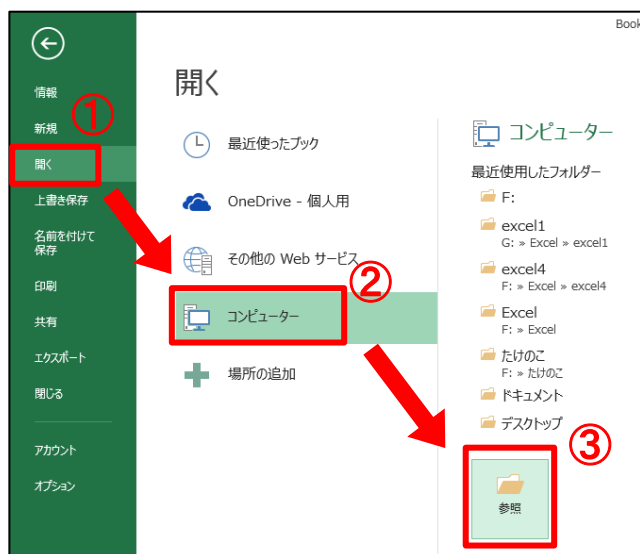 Book
情報
①
新規
開く
上書き保存
名前を付けて
保存
印刷
共有
エクスポート
閉じる
アカウント
オプション
開く
最近使ったブック
OneDrive - 個人用
その他の Web サービス
②
コンピューター
場所の追加
コンピューター
最近使用したフォルダー
F:
excel1
G: » Excel » excel1
excel4
F: » Excel » excel4
Excel
F: » Excel
たけのこ
F: » たけのこ
ドキュメント
デスクトップ
③
参照